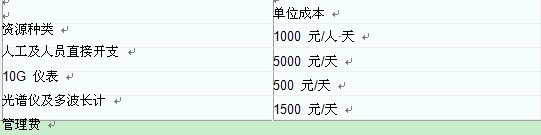 单位成本
资源种类
1000 元/人·天
人工及人员直接开支
5000 元/天
10G 仪表
500 元/天
光谱仪及多波长计
1500 元/天
管理费